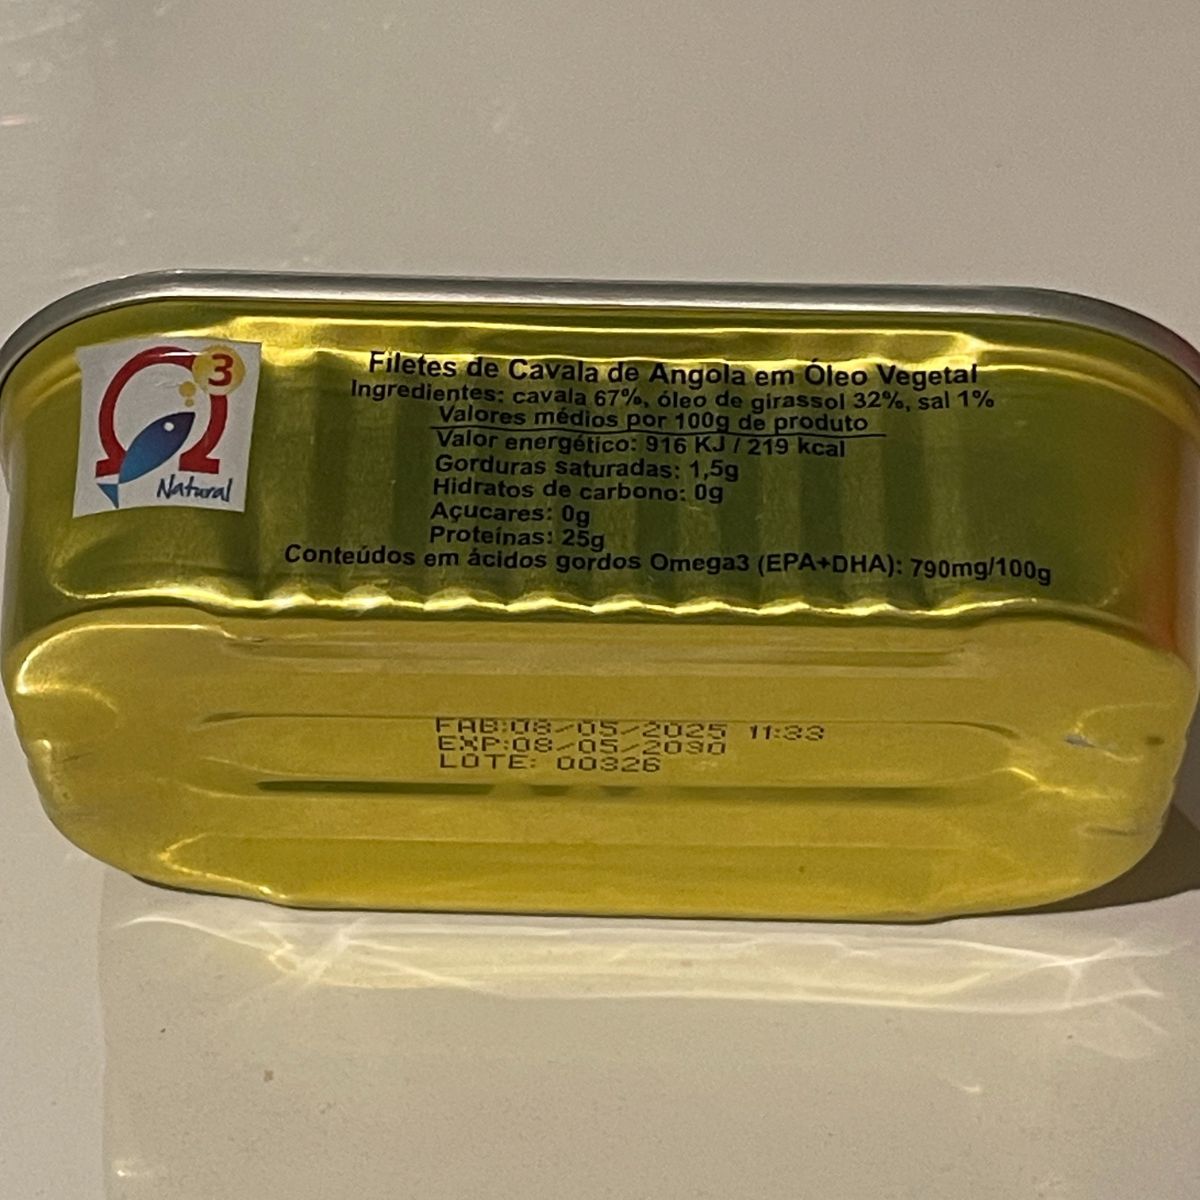 3
Natural
Filetes de Cavala de Angola em Óleo Vegetal
Ingredientes: cavala 67%, óleo de girassol 32%, sal 1%
Valores médios por 100g de produto
Valor energético: 916 KJ / 219 kcal
Gorduras saturadas: 1,5g
Hidratos de carbono: 0g
Açucares: 0g
Proteínas: 25g
Conteúdos em ácidos gordos Omega3 (EPA+DHA): 790mg/100g
FAB:08/05/2025 11:33
EXP:08/05/2030
LOTE: 00326